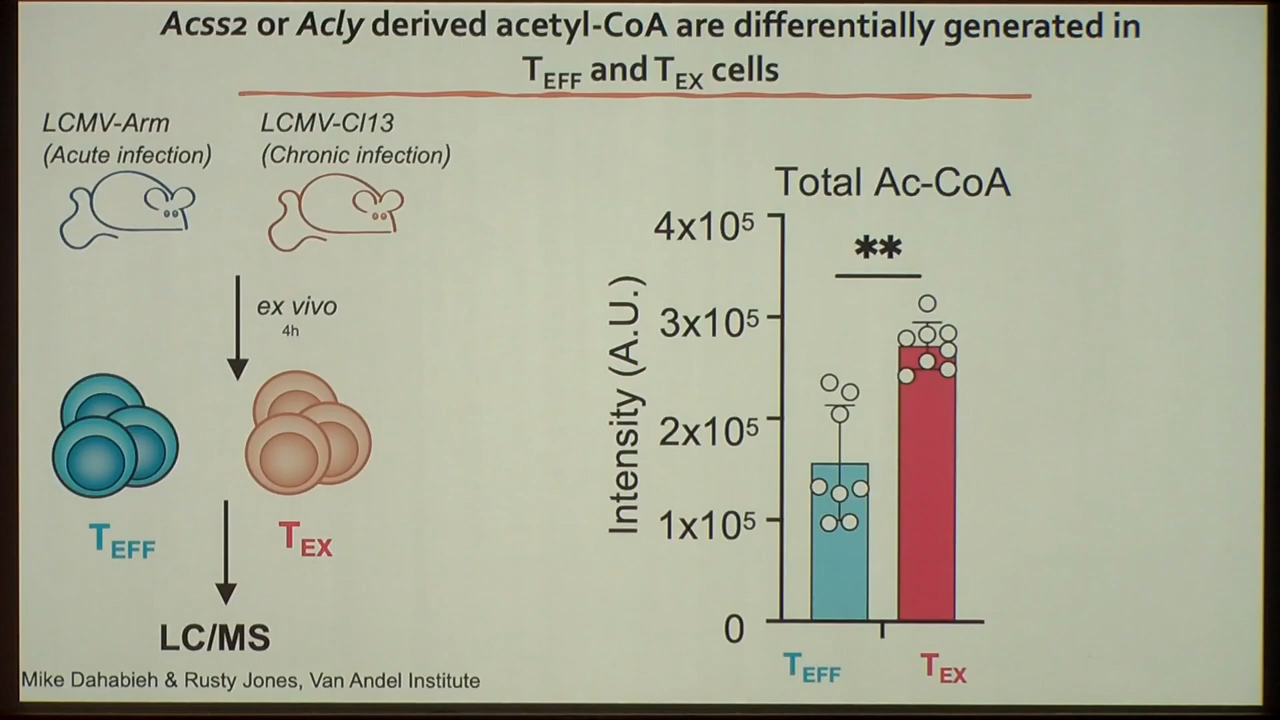 Acss2 or Acly derived acetyl-CoA are differentially generated in
TEFF and TEX cells
LCMV-Arm
(Acute infection)
LCMV-Cl13
(Chronic infection)
ex vivo
4h
TEFF
TEX
LC/MS
Mike Dahabieh & Rusty Jones, Van Andel Institute
Total Ac-CoA
**
Intensity (A.U.)
4x10⁵
3x10⁵
2x10⁵
1x10⁵
0
TEFF
TEX